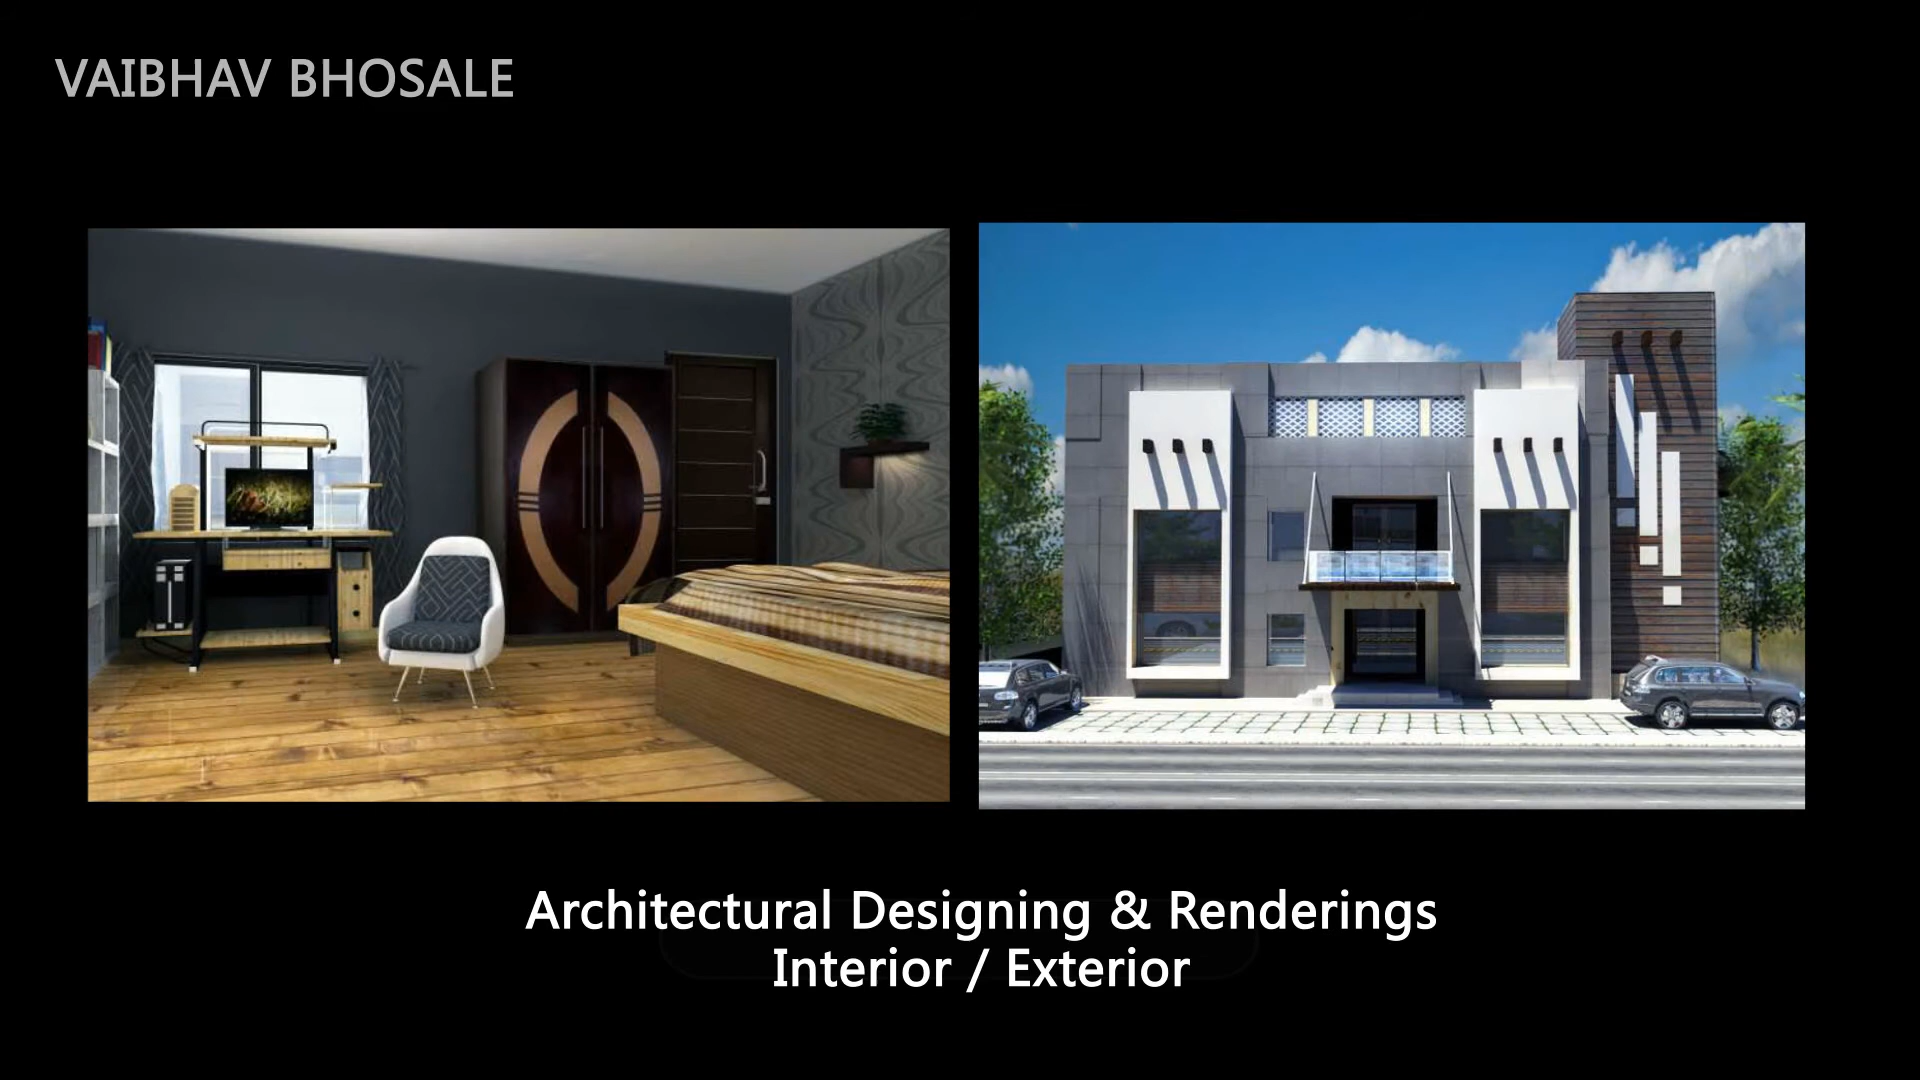 VAIBHAV BHOSALE
Architectural Designing & Renderings
Interior / Exterior